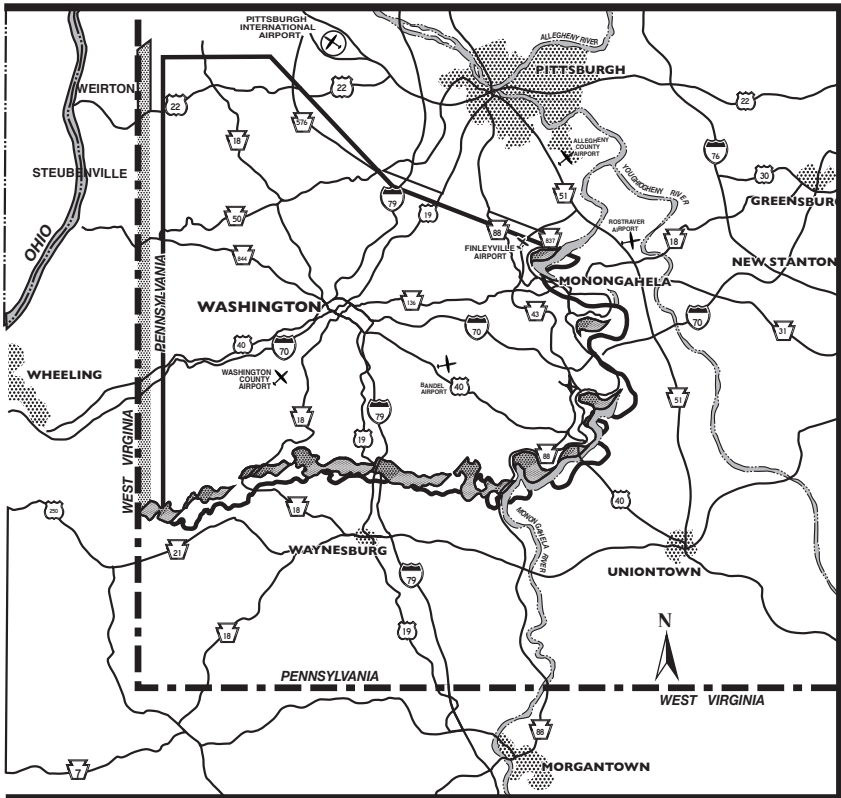 PITTSBURGH
INTERNATIONAL
AIRPORT
ALLEGHENY RIVER
PITTSBURGH
WEIRTON
22
22
22
576
18
ALLEGHENY
COUNTY
AIRPORT
76
30
STEUBENVILLE
YOUGHIOGHENY RIVER
79
51
GREENSBURG
50
19
ROSTRAVER
AIRPORT
88
837
18
OHIO
844
FINLEYVILLE
AIRPORT
NEW STANTON
MONONGAHELA
PENNSYLVANIA
WASHINGTON
136
43
70
70
31
40
70
WHEELING
WASHINGTON
COUNTY
AIRPORT
BANDEL
AIRPORT
40
51
18
79
19
WEST VIRGINIA
88
40
250
18
MONONGAHELA RIVER
21
WAYNESBURG
UNIONTOWN
79
18
19
N
PENNSYLVANIA
WEST VIRGINIA
88
7
MORGANTOWN